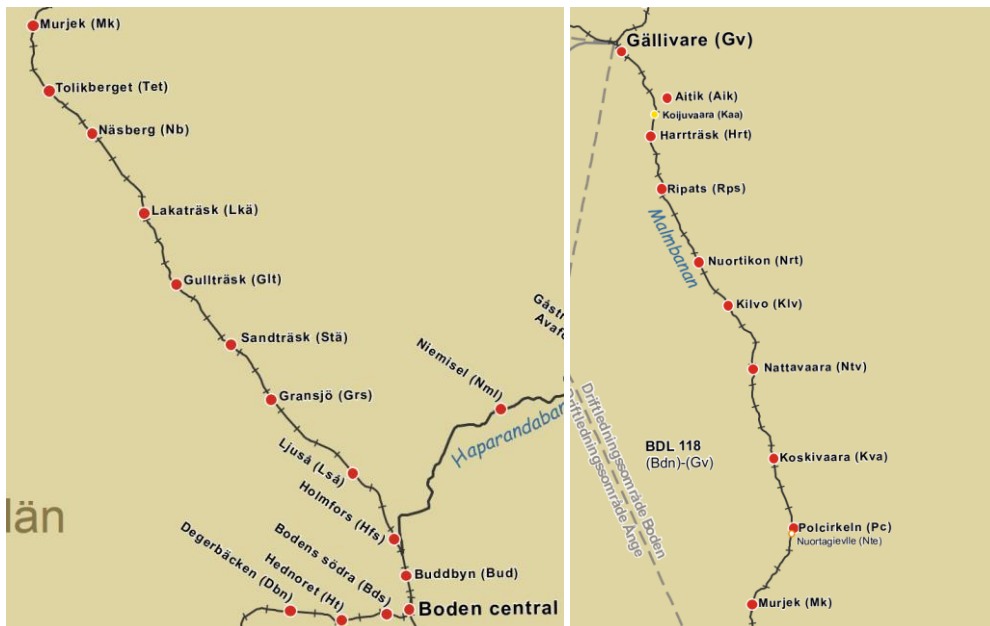 Murjek (Mk)
Tolikberget (Tet)
Näsberg (Nb)
Lakaträsk (Lkä)
Gullträsk (Glt)
Sandträsk (Stä)
Gransjö (Grs)
Ljuså (Lså)
Holmfors (Hfs)
Buddbyn (Bud)
Boden central
Bodens södra (Bds)
Hednoret (Ht)
Degerbäcken (Dbn)
Niemisel (Nml)
Haparandaban
län
Gällivare (Gv)
Aitik (Aik)
Koijuvaara (Kaa)
Harrträsk (Hrt)
Ripats (Rps)
Malmbanan
Nuortikon (Nrt)
Kilvo (Klv)
Nattavaara (Ntv)
BDL 118
(Bdn)-(Gv)
Driftledningsområde Boden
Driftledningsområde Ånge
Koskivaara (Kva)
Polcirkeln (Pc)
Nuortagievlle (Nte)
Murjek (Mk)